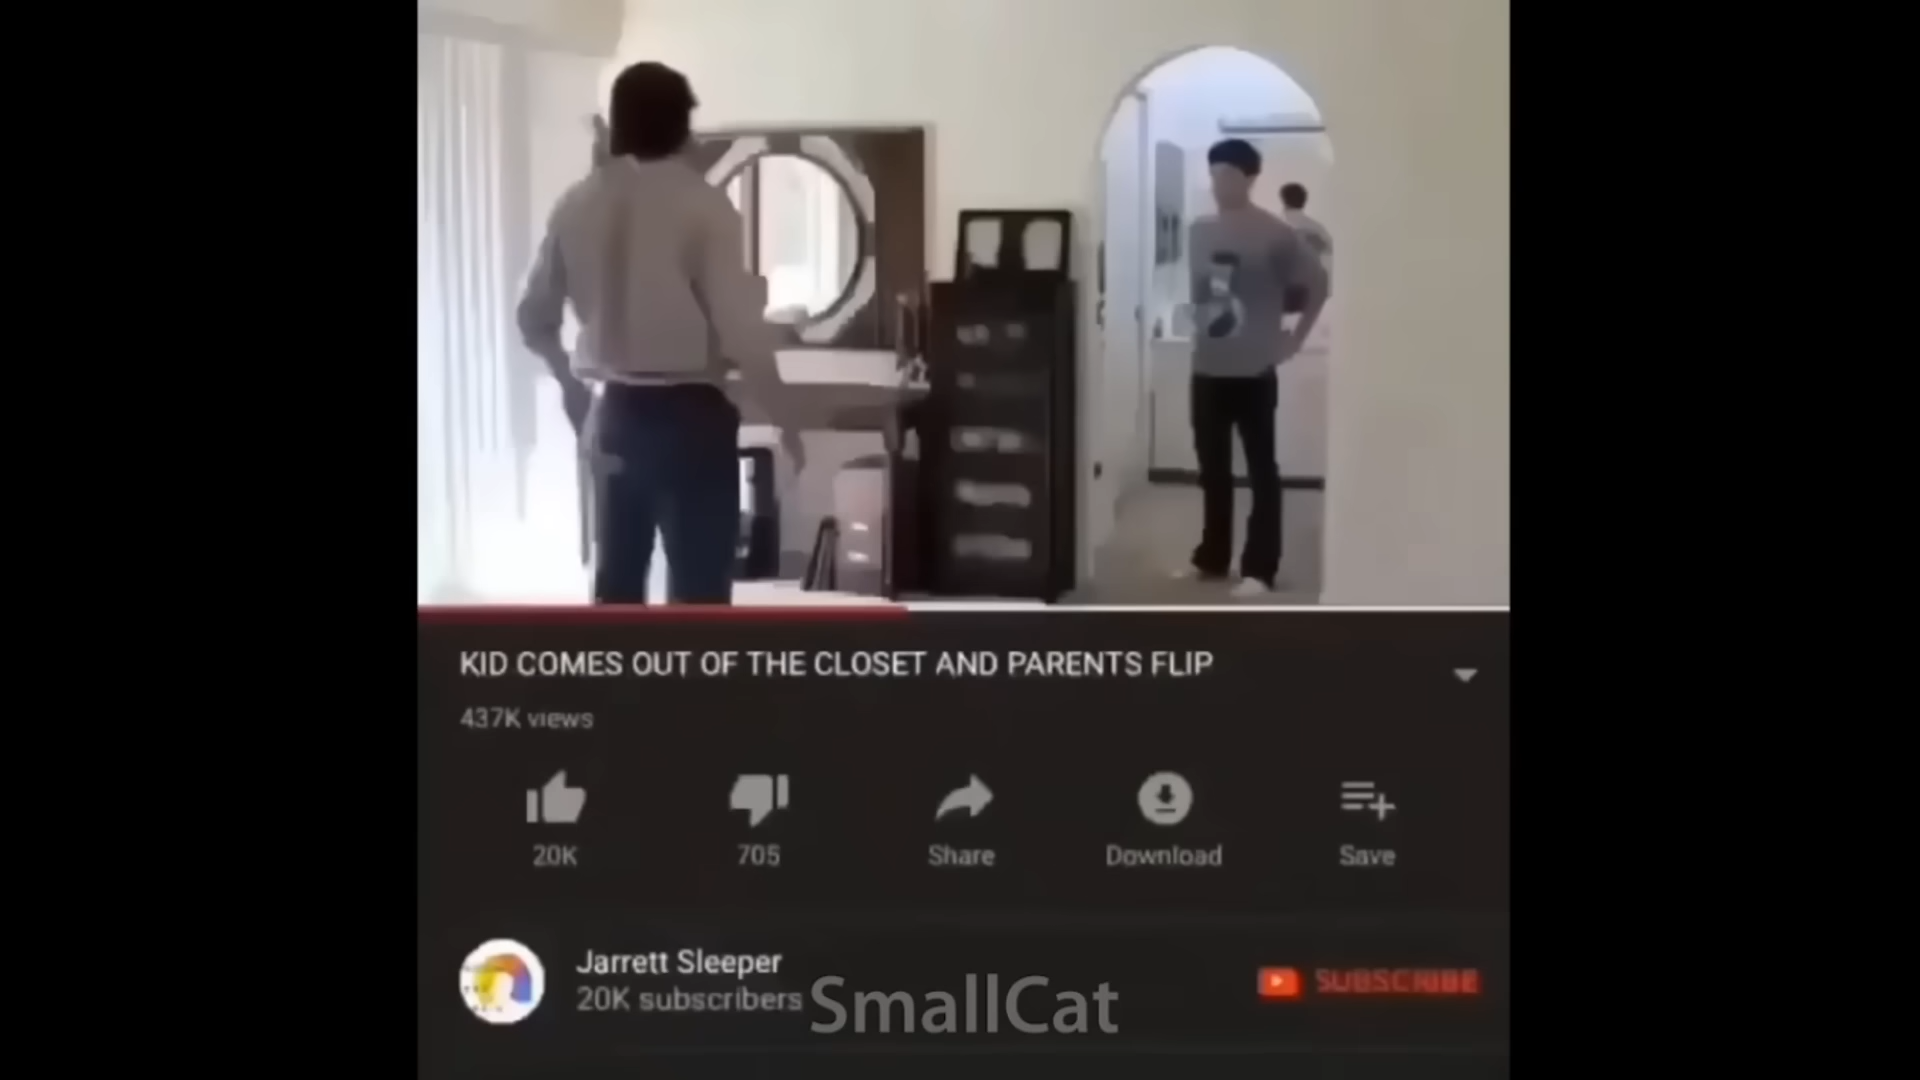 KID COMES OUT OF THE CLOSET AND PARENTS FLIP
437K views
20K
705
Share
Download
Save
Jarrett Sleeper
20K subscribers
SUBSCRIBE
SmallCat